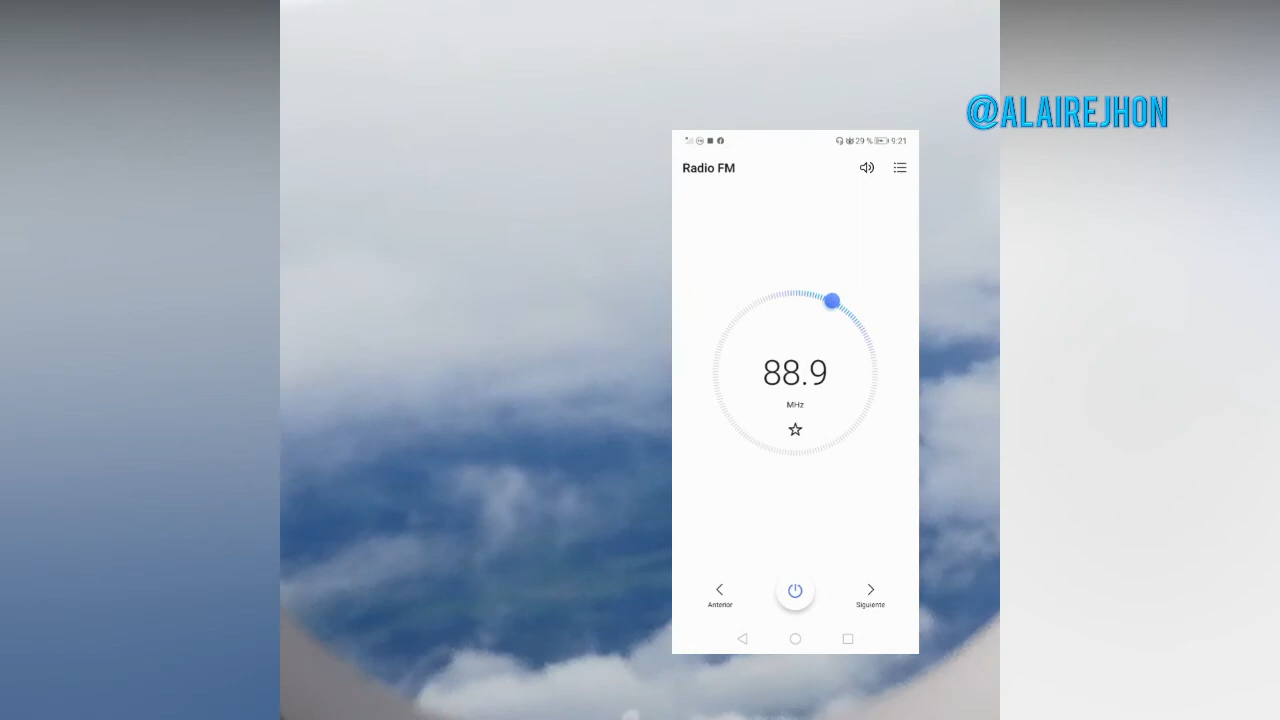 @ALAIREJHON
29 % 9:21
Radio FM
88.9
MHz
Anterior
Siguiente